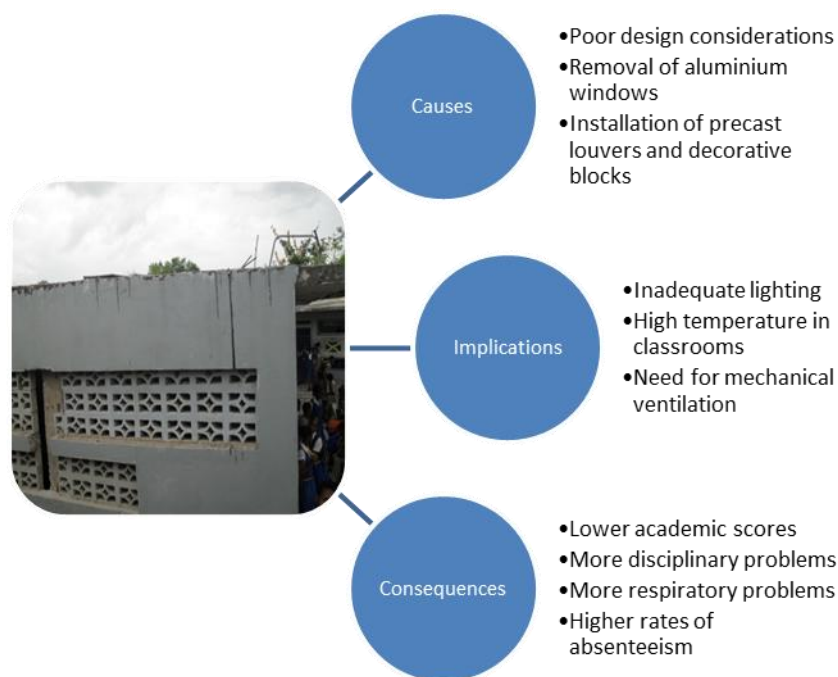 Causes
•Poor design considerations
•Removal of aluminium
windows
•Installation of precast
louvers and decorative
blocks
Implications
•Inadequate lighting
•High temperature in
classrooms
•Need for mechanical
ventilation
Consequences
•Lower academic scores
•More disciplinary problems
•More respiratory problems
•Higher rates of
absenteeism